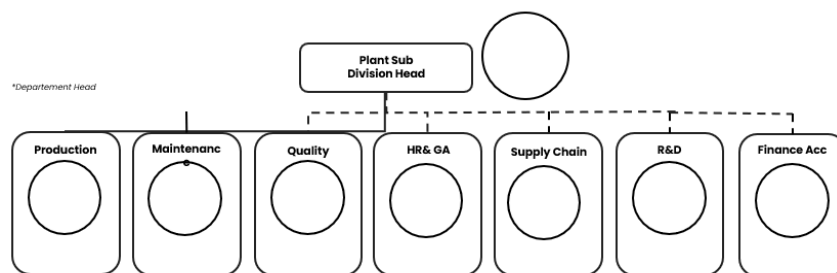 Plant Sub
Division Head
*Departement Head
Production
Maintenanc
e
Quality
HR& GA
Supply Chain
R&D
Finance Acc